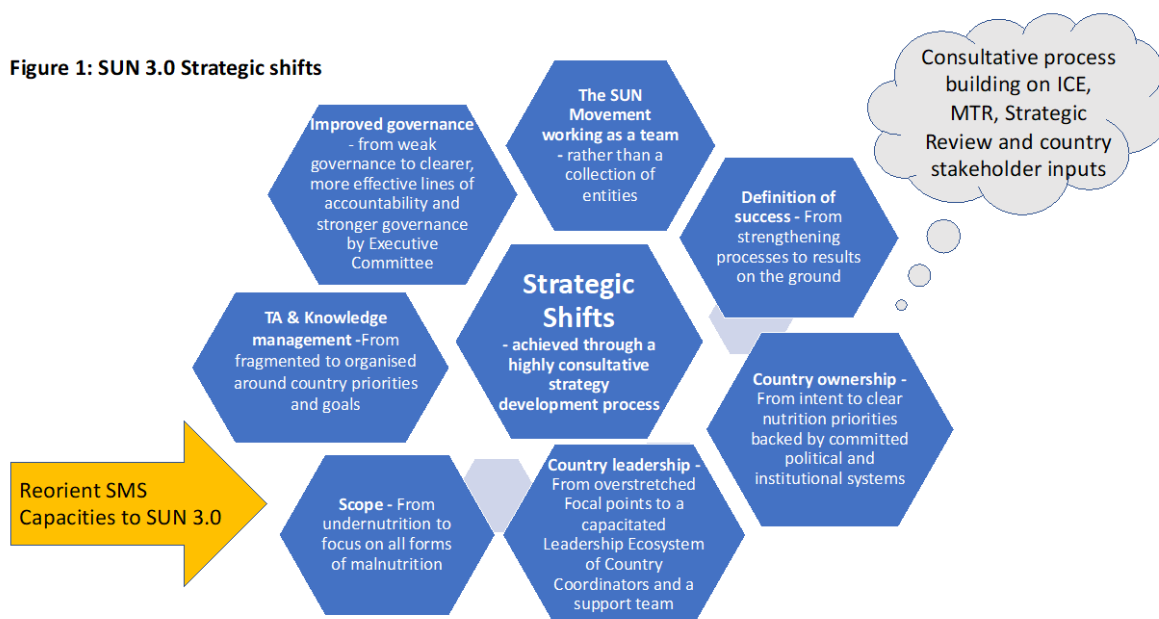 Figure 1: SUN 3.0 Strategic shifts
Consultative process
building on ICE,
MTR, Strategic
Review and country
stakeholder inputs
The SUN
Movement
working as a team
- rather than a
collection of
entities
Improved governance
- from weak
governance to clearer,
more effective lines of
accountability and
stronger governance
by Executive
Committee
Definition of
success - From
strengthening
processes to results
on the ground
Strategic
Shifts
- achieved through a
highly consultative
strategy
development process
TA & Knowledge
management -From
fragmented to organised
around country priorities
and goals
Country ownership -
From intent to clear
nutrition priorities
backed by committed
political and
institutional systems
Reorient SMS
Capacities to SUN 3.0
Scope - From
undernutrition to
focus on all forms
of malnutrition
Country leadership -
From overstretched
Focal points to a
capacitated
Leadership Ecosystem
of Country
Coordinators and a
support team